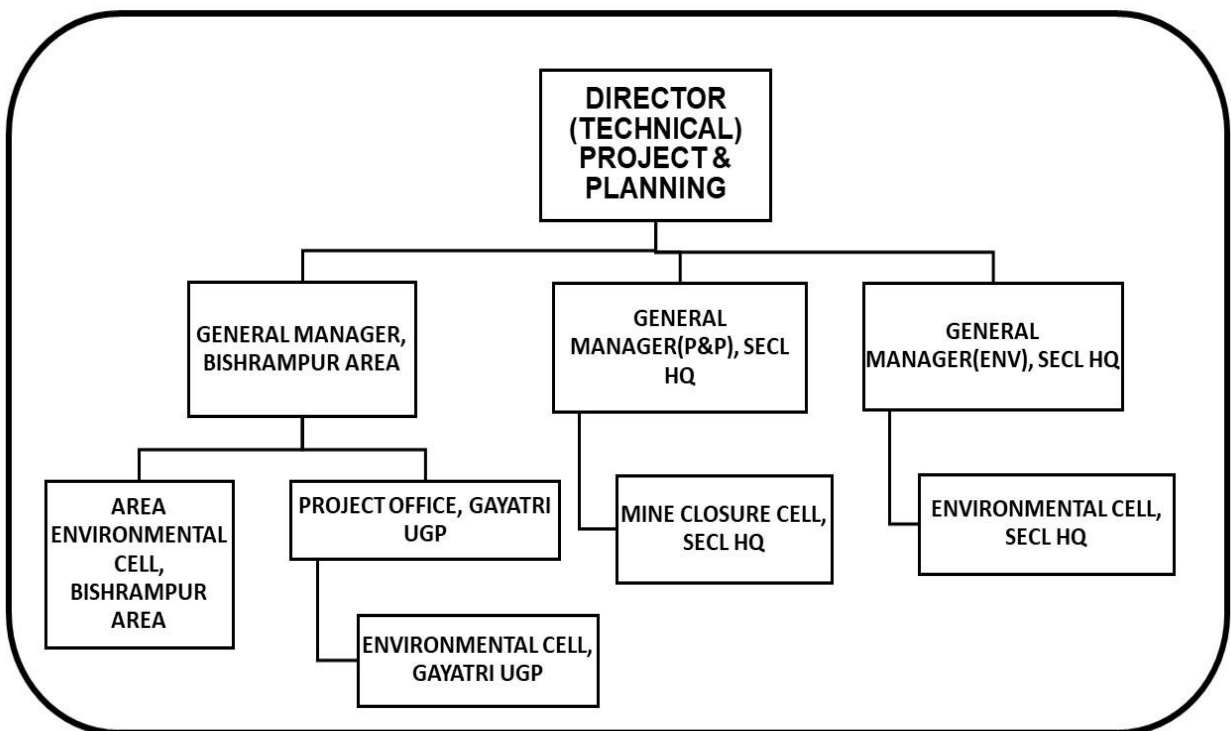 DIRECTOR
(TECHNICAL)
PROJECT &
PLANNING
GENERAL MANAGER,
BISHRAMPUR AREA
GENERAL
MANAGER(P&P), SECL
HQ
GENERAL
MANAGER(ENV), SECL HQ
AREA
ENVIRONMENTAL
CELL,
BISHRAMPUR
AREA
PROJECT OFFICE, GAYATRI
UGP
MINE CLOSURE CELL,
SECL HQ
ENVIRONMENTAL CELL,
SECL HQ
ENVIRONMENTAL CELL,
GAYATRI UGP